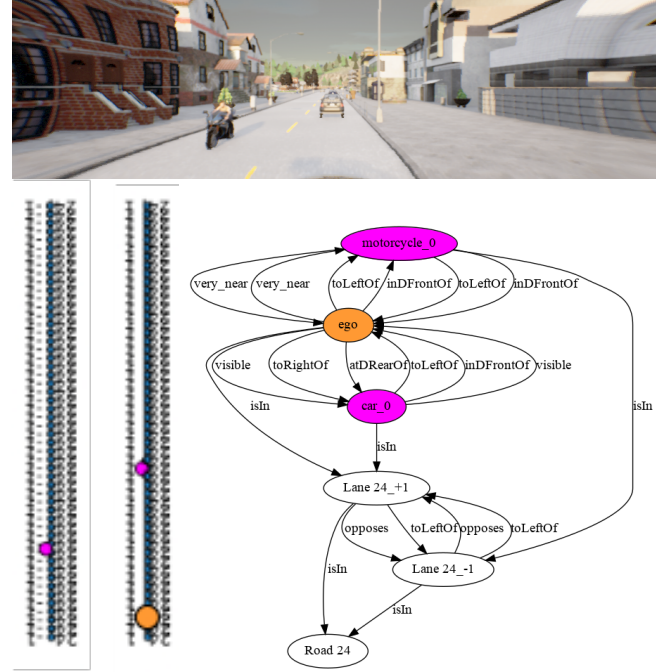 motorcycle_0
very_near very_near toLeftOf inDFrontOf toLeftOf inDFrontOf
ego
visible toRightOf atDRearOf toLeftOf inDFrontOf visible
isIn isIn
car_0
isIn
Lane 24_+1
opposes toLeftOf opposes toLeftOf
isIn Lane 24_-1
isIn
Road 24